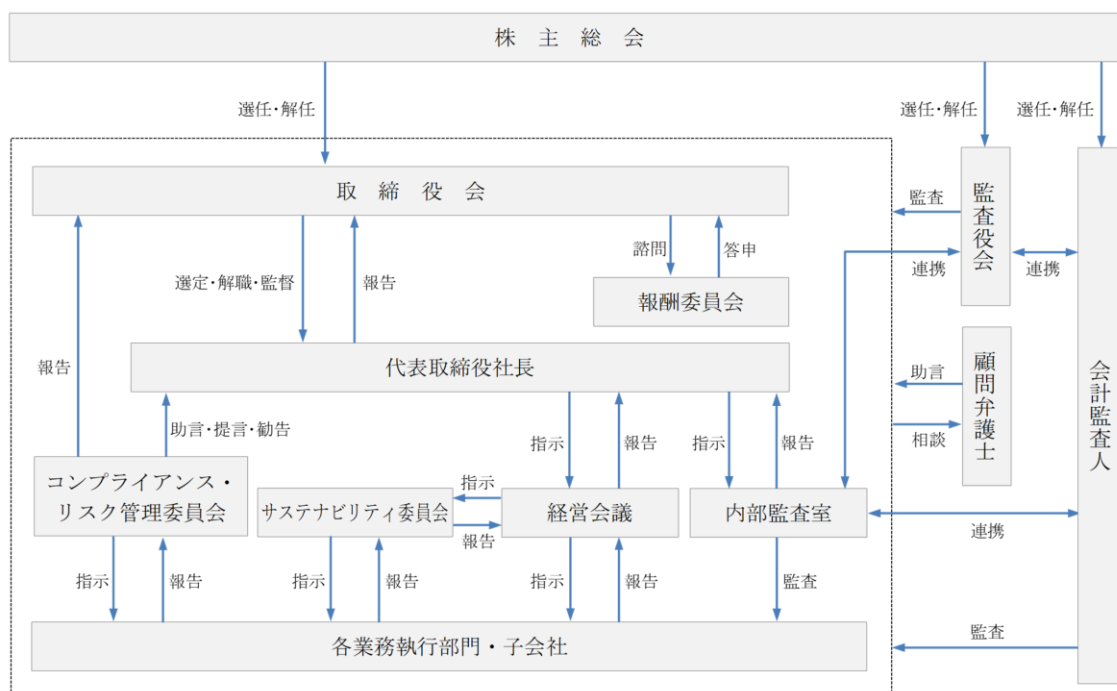 株主総会
選任・解任
選任・解任
選任・解任
取締役会
監査役会
監査
諮問
答申
連携
連携
選定・解職・監督
報告
報酬委員会
報告
代表取締役社長
会計監査人
顧問弁護士
助言
相談
助言・提言・勧告
指示
報告
指示
報告
コンプライアンス・
リスク管理委員会
サステナビリティ委員会
指示
報告
経営会議
内部監査室
連携
指示
報告
指示
報告
指示
報告
監査
各業務執行部門・子会社
監査